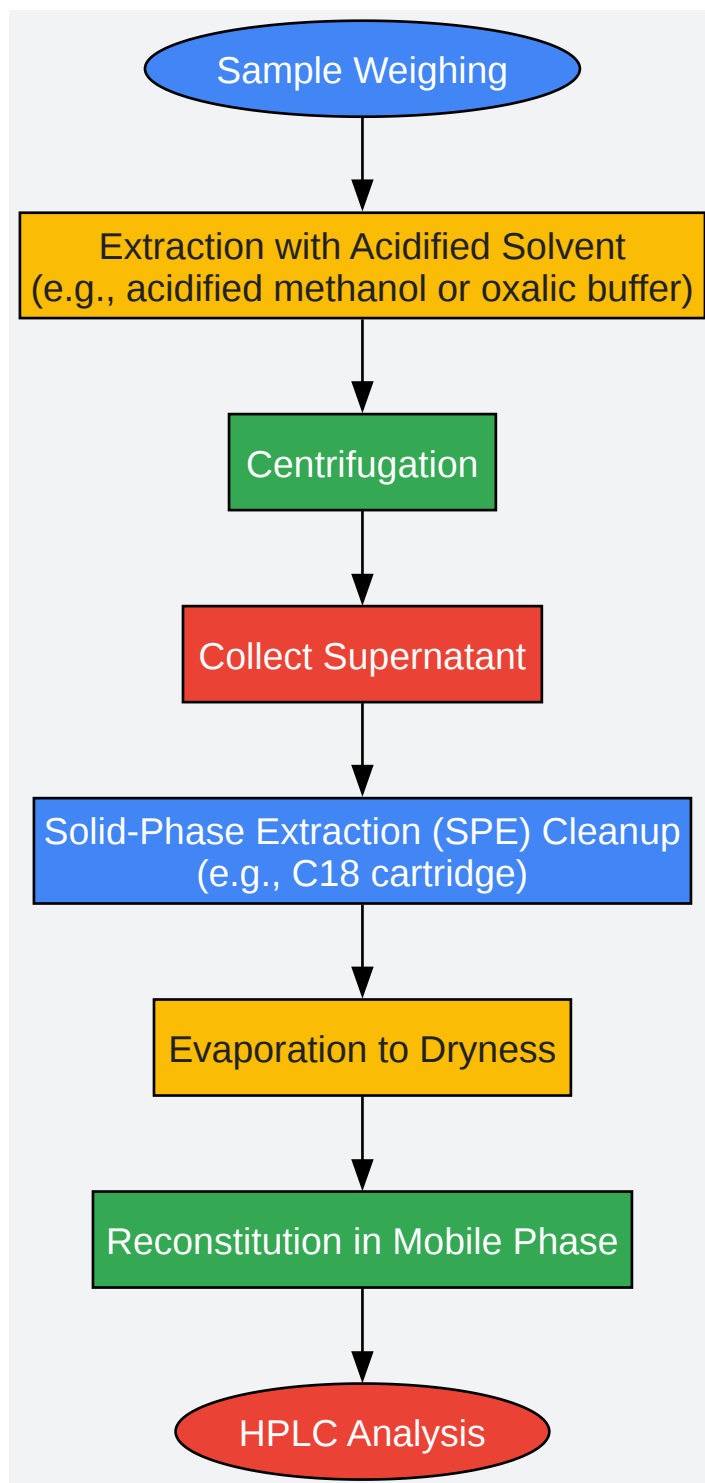 Sample Weighing
Extraction with Acidified Solvent
(e.g., acidified methanol or oxalic buffer)
Centrifugation
Collect Supernatant
Solid-Phase Extraction (SPE) Cleanup
(e.g., C18 cartridge)
Evaporation to Dryness
Reconstitution in Mobile Phase
HPLC Analysis